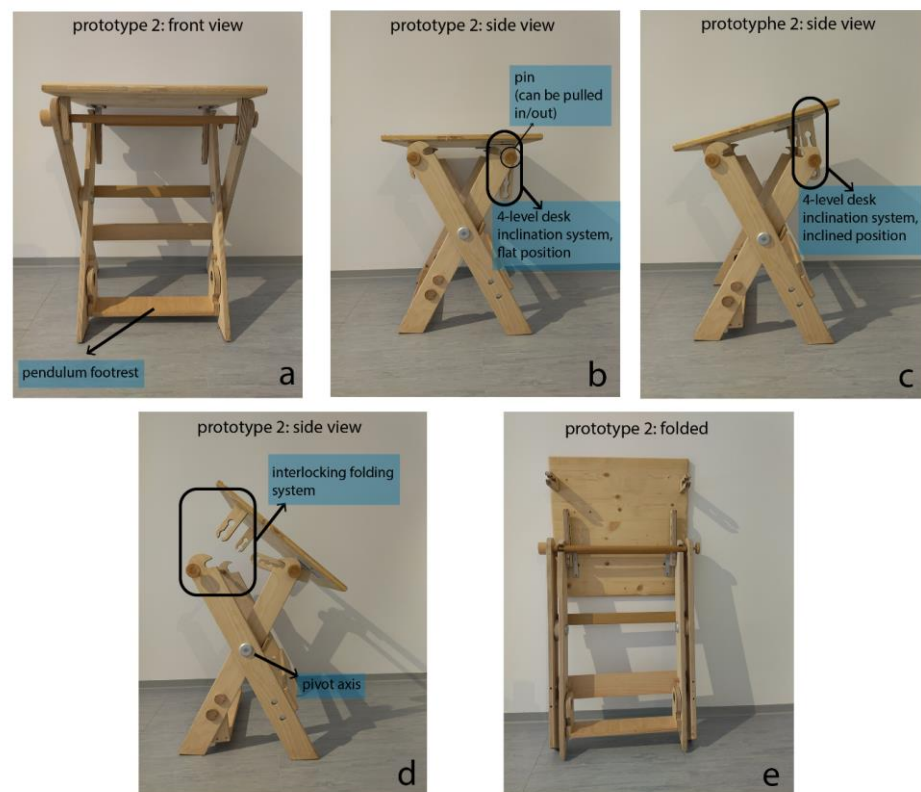 prototype 2: front view
pendulum footrest
a
prototype 2: side view
pin
(can be pulled
in/out)
4-level desk
inclination system,
flat position
b
prototyphe 2: side view
4-level desk
inclination system,
inclined position
c
prototype 2: side view
interlocking folding
system
pivot axis
d
prototype 2: folded
e